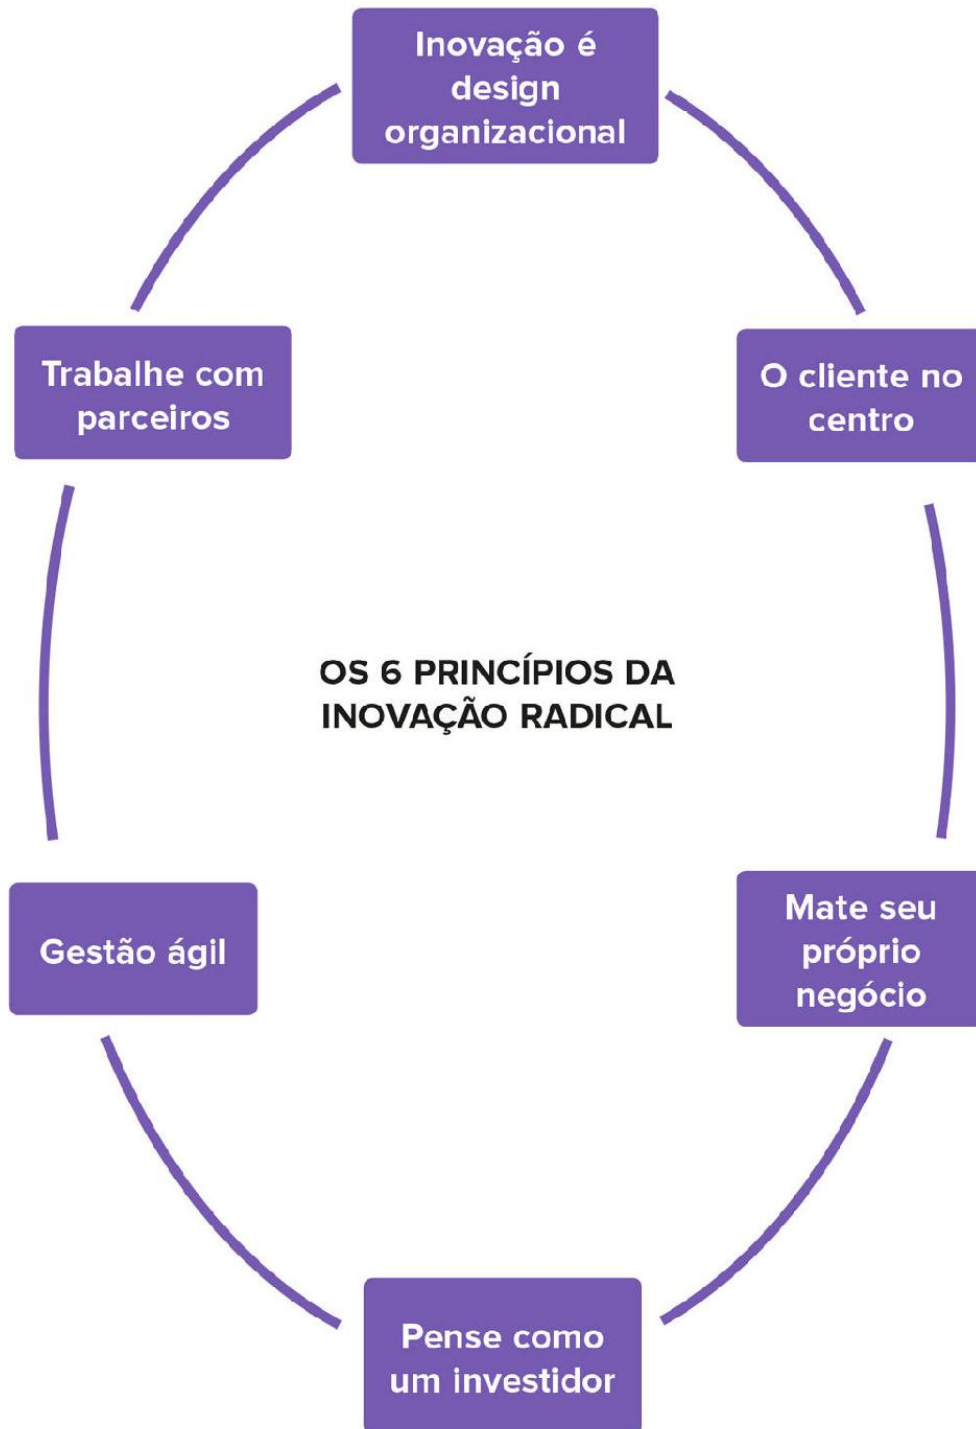 Inovação é
design
organizacional
Trabalhe com
parceiros
O cliente no
centro
OS 6 PRINCÍPIOS DA
INOVAÇÃO RADICAL
Gestão ágil
Mate seu
próprio
negócio
Pense como
um investidor